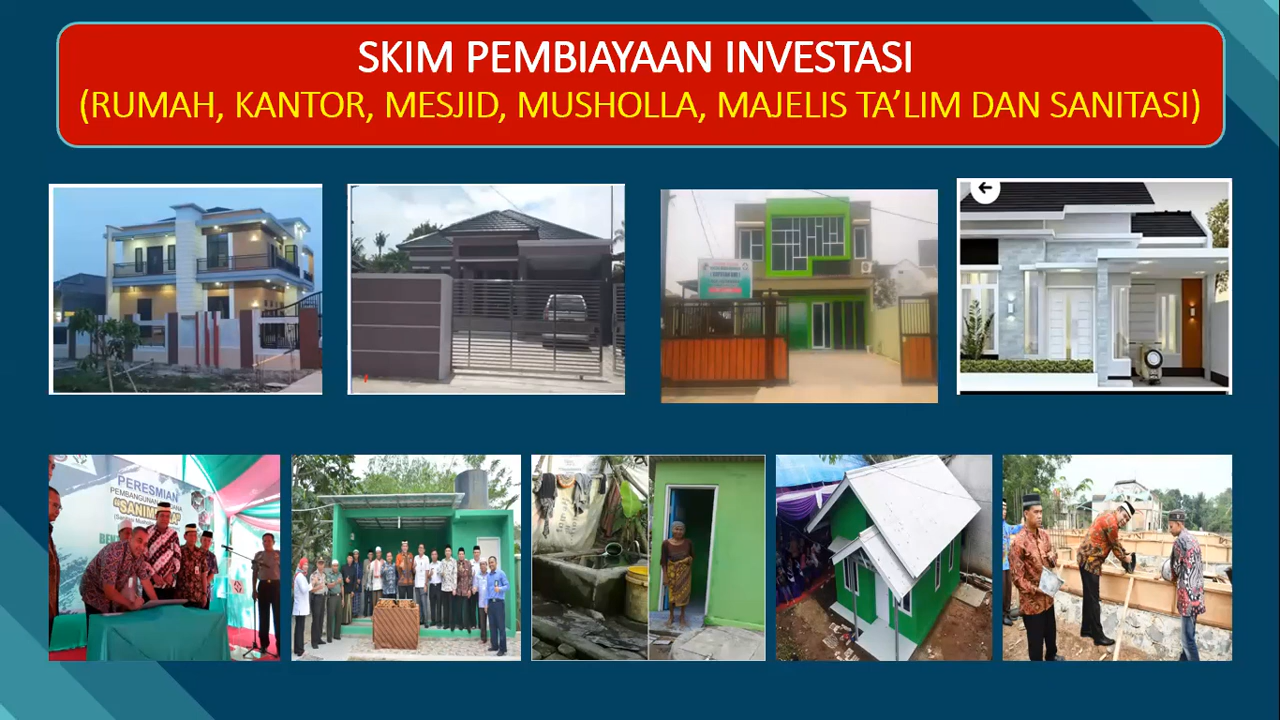 SKIM PEMBIAYAAN INVESTASI
(RUMAH, KANTOR, MESJID, MUSHOLLA, MAJELIS TA’LIM DAN SANITASI)
PERESMIAN